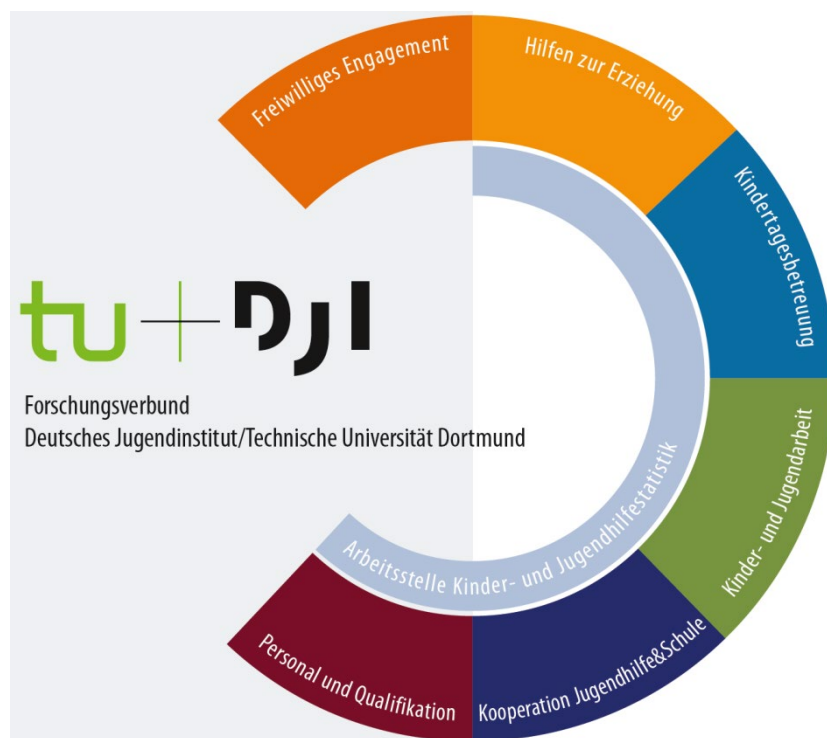 Freiwilliges Engagement
Hilfen zur Erziehung
Kindertagesbetreuung
Kinder- und Jugendarbeit
Kooperation Jugendhilfe&Schule
Personal und Qualifikation
Arbeitsstelle Kinder- und Jugendhilfestatistik
tu + DJI
Forschungsverbund
Deutsches Jugendinstitut/Technische Universität Dortmund